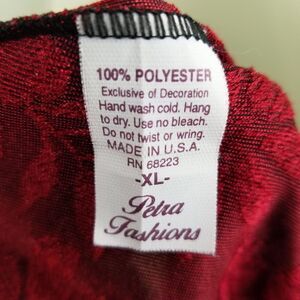 100% POLYESTER
Exclusive of Decoration
Hand wash cold. Hang
to dry. Use no bleach.
Do not twist or wring.
MADE IN U.S.A.
RN 68223
-XL-
Petra
Fashions